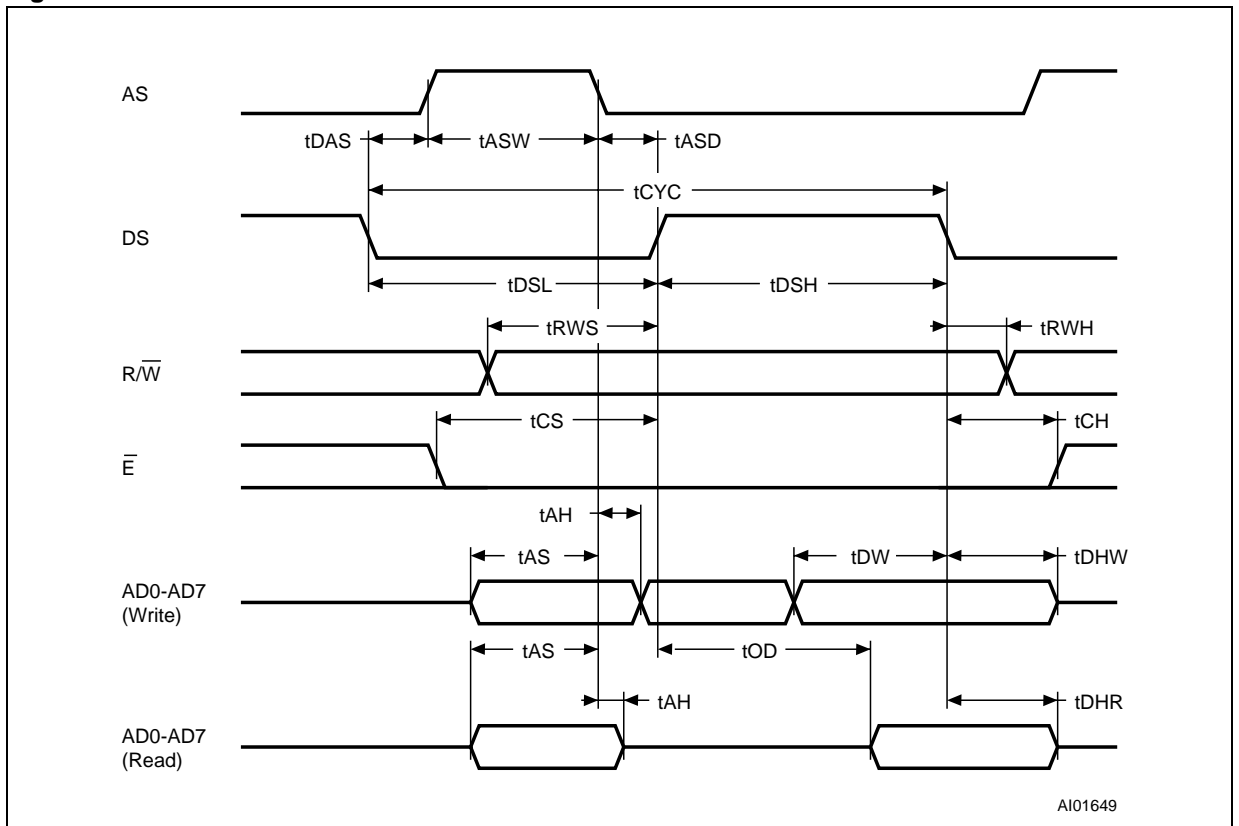 AS
tDAS
tASW
tASD
tCYC
DS
tDSL
tDSH
tRWS
tRWH
R/W̅
tCS
tCH
E̅
tAH
tAS
tDW
tDHW
AD0-AD7
(Write)
tAS
tOD
tAH
tDHR
AD0-AD7
(Read)
AI01649